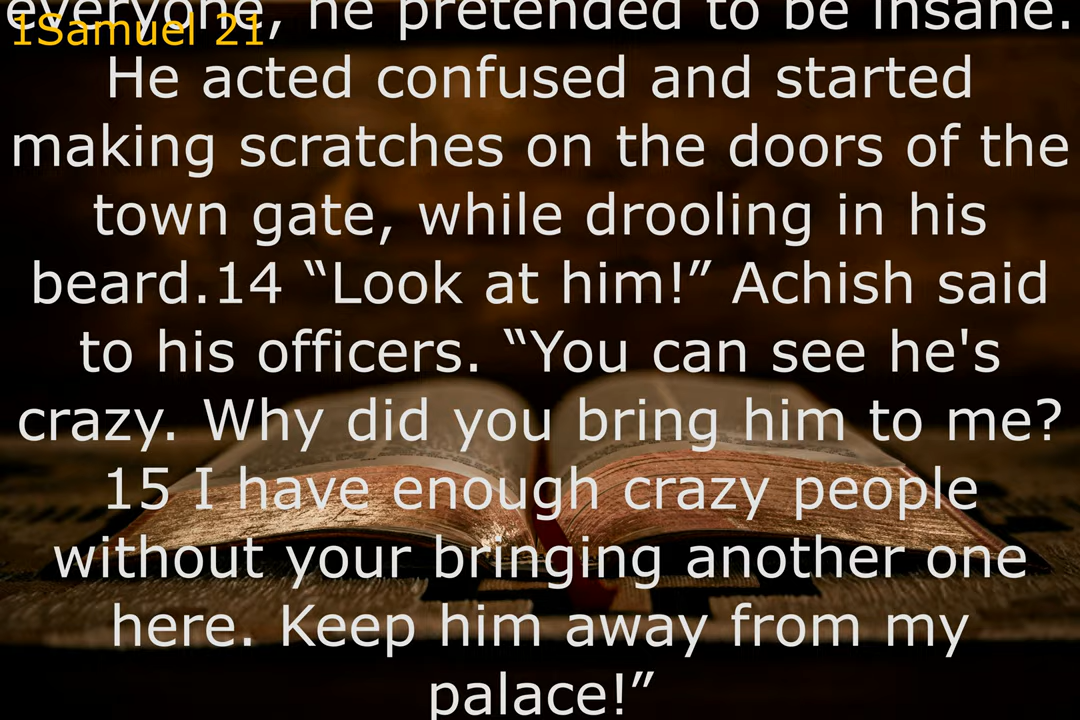 everyone, he pretended to be insane.
1Samuel 21
He acted confused and started
making scratches on the doors of the
town gate, while drooling in his
beard.14 “Look at him!” Achish said
to his officers. “You can see he's
crazy. Why did you bring him to me?
15 I have enough crazy people
without your bringing another one
here. Keep him away from my
palace!”